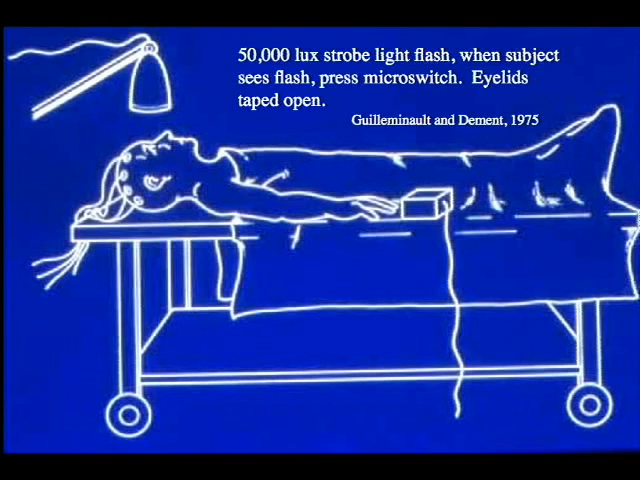 50,000 lux strobe light flash, when subject
sees flash, press microswitch.  Eyelids
taped open.
Guilleminault and Dement, 1975